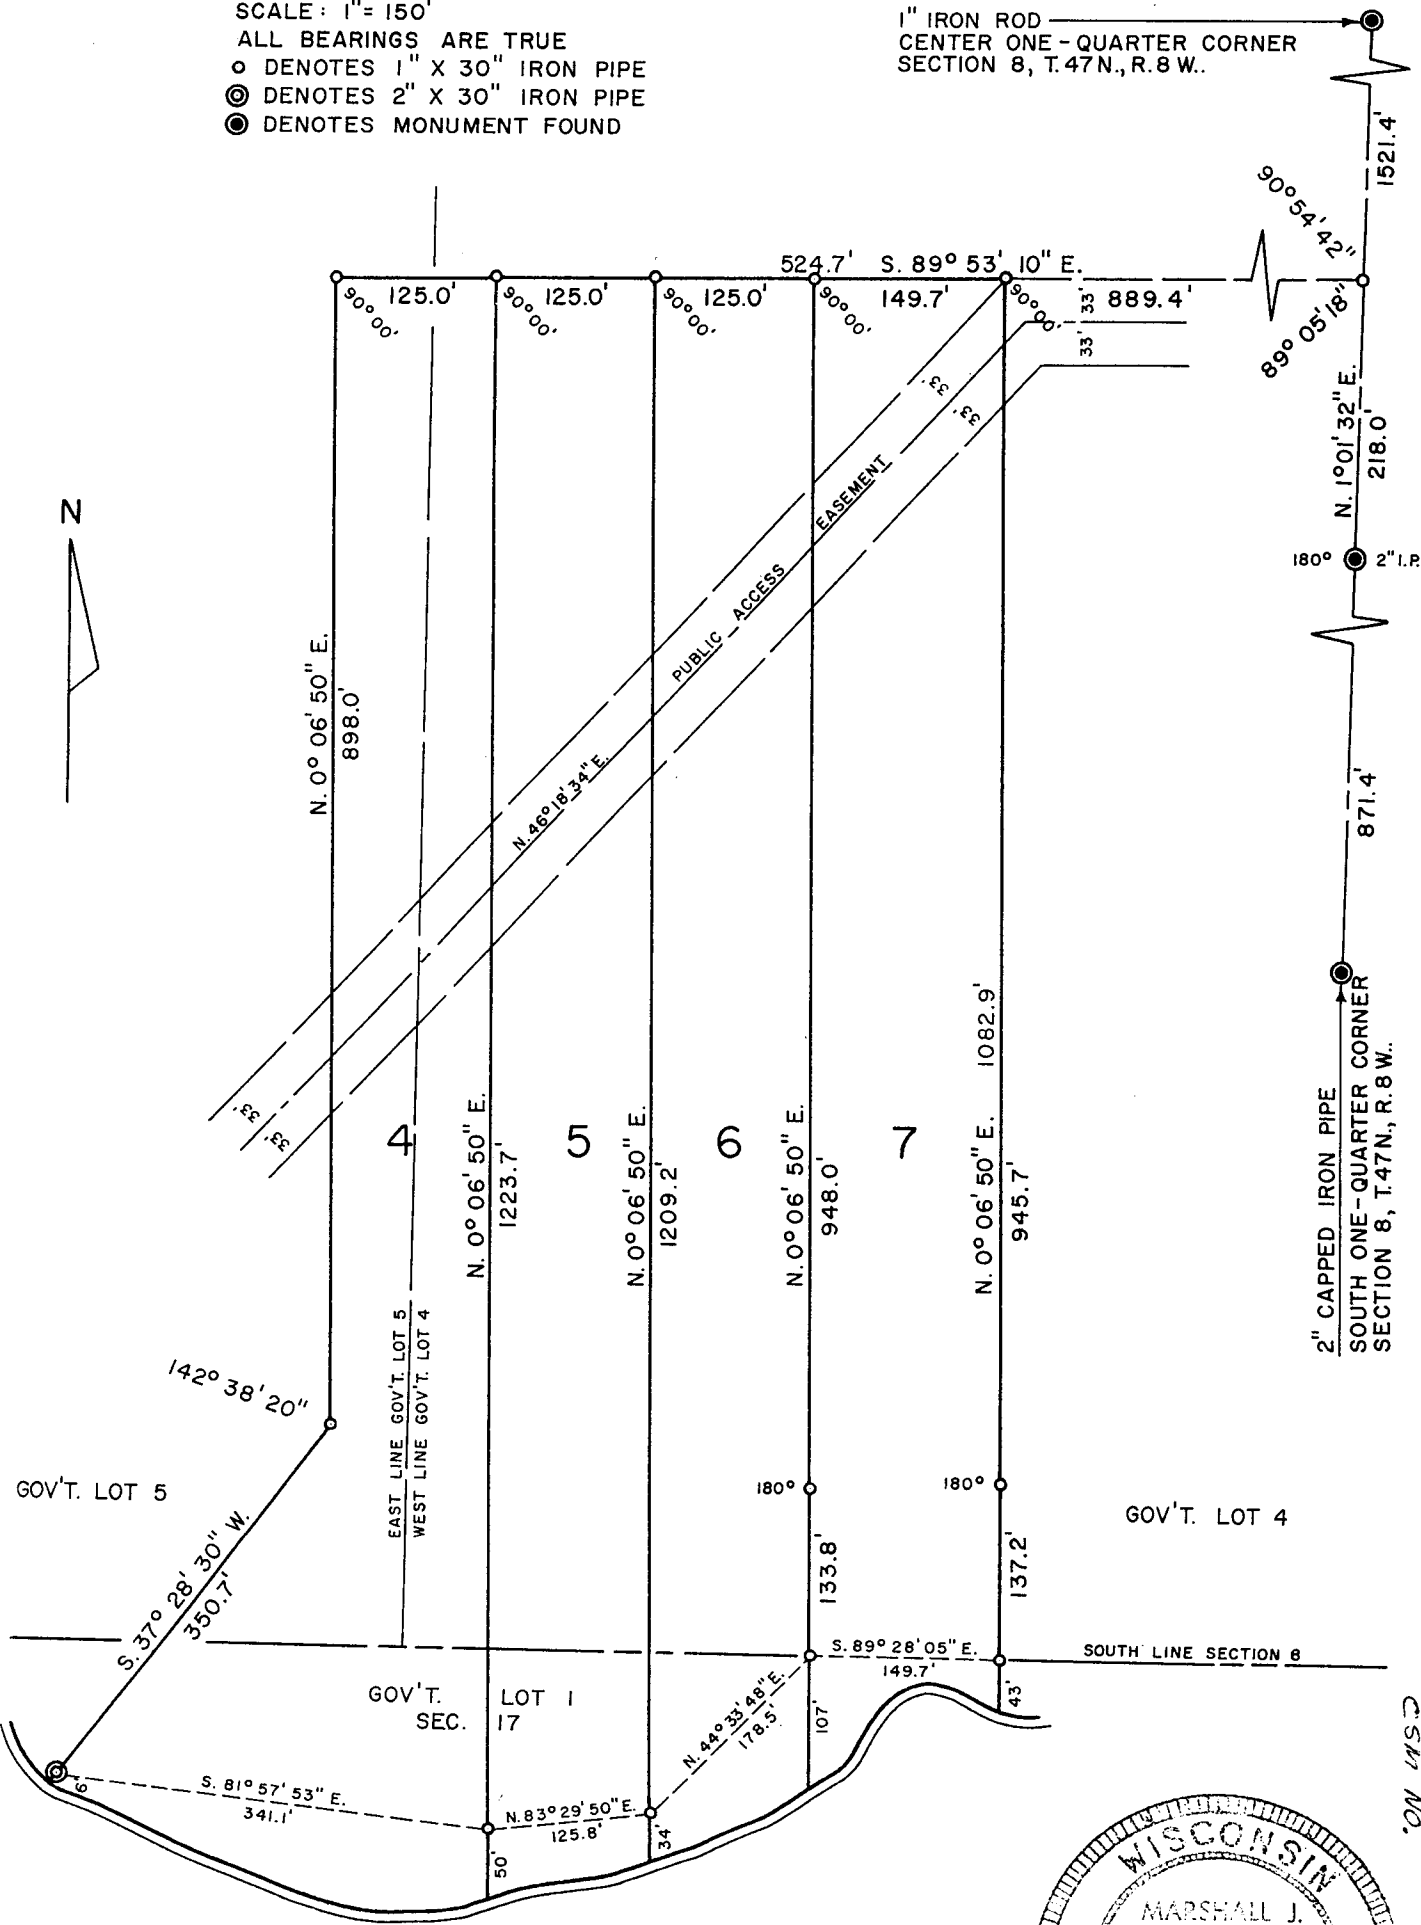 SCALE: 1"= 150'
ALL BEARINGS ARE TRUE
DENOTES 1" X 30" IRON PIPE
DENOTES 2" X 30" IRON PIPE
DENOTES MONUMENT FOUND
1" IRON ROD
CENTER ONE-QUARTER CORNER
SECTION 8, T.47N., R.8W..
1521.4'
90°54'42"
524.7' S. 89° 53' 10" E.
125.0'
125.0'
125.0'
149.7'
889.4'
90°00'
90°00'
90°00'
90°00'
90°00'
33'
33'
89°05'18"
N. 1°01'32" E.
218.0'
180°
2" I.P.
33'
33'
N
PUBLIC ACCESS EASEMENT
N. 46°18'34" E.
N. 0° 06' 50" E.
898.0'
871.4'
33'
33'
4
5
6
7
N. 0° 06' 50" E.
1223.7'
N. 0° 06' 50" E.
1209.2'
N. 0° 06' 50" E.
948.0'
N. 0° 06' 50" E. 1082.9'
945.7'
2" CAPPED IRON PIPE
SOUTH ONE-QUARTER CORNER
SECTION 8, T.47N., R.8W..
EAST LINE GOV'T. LOT 5
WEST LINE GOV'T. LOT 4
142° 38' 20"
GOV'T. LOT 5
180°
180°
GOV'T. LOT 4
S. 37° 28' 30" W.
350.7'
133.8'
137.2'
S. 89° 28' 05" E.
149.7'
SOUTH LINE SECTION 8
GOV'T. LOT 1
SEC. 17
N. 44° 33' 48" E.
178.5'
107'
43'
6'
S. 81° 57' 53" E.
341.1'
N. 83° 29' 50" E.
125.8'
34'
50'
CSM NO.
WISCONSIN
MARSHALL J.